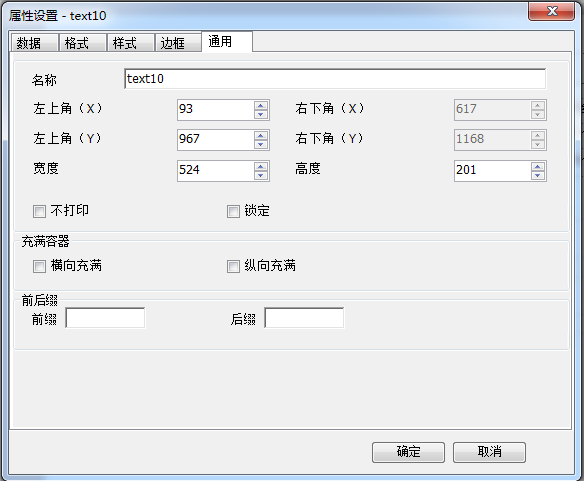 属性设置 - text10
数据 格式 样式 边框 通用
名称 text10
左上角（X） 93 右下角（X） 617
左上角（Y） 967 右下角（Y） 1168
宽度 524 高度 201
不打印 锁定
充满容器
横向充满 纵向充满
前后缀
前缀 后缀
确定 取消